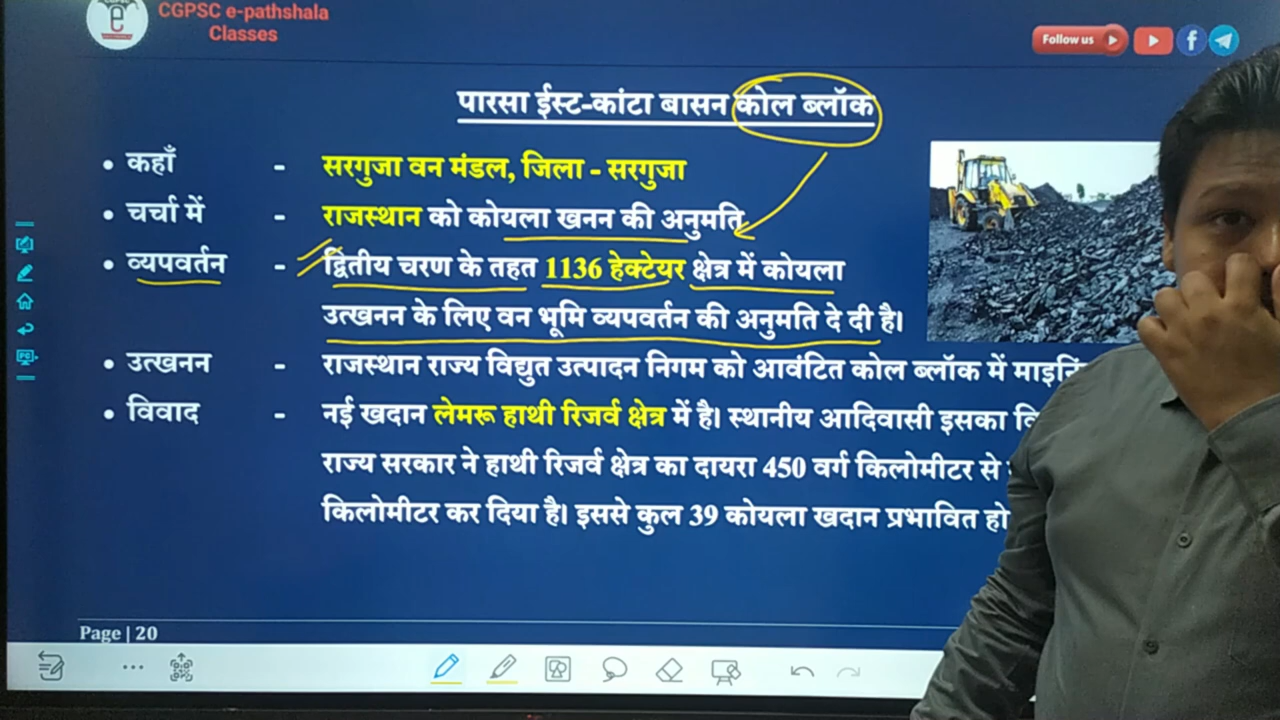 CGPSC e-pathshala
Classes
Follow us
पारसा ईस्ट-कांटा बासन कोल ब्लॉक
• कहाँ - सरगुजा वन मंडल, जिला - सरगुजा
• चर्चा में - राजस्थान को कोयला खनन की अनुमति
• व्यपवर्तन - द्वितीय चरण के तहत 1136 हेक्टेयर क्षेत्र में कोयला
उत्खनन के लिए वन भूमि व्यपवर्तन की अनुमति दे दी है।
• उत्खनन - राजस्थान राज्य विद्युत उत्पादन निगम को आवंटित कोल ब्लॉक में
• विवाद - नई खदान लेमरू हाथी रिजर्व क्षेत्र में है। स्थानीय आदिवासी इसका
राज्य सरकार ने हाथी रिजर्व क्षेत्र का दायरा 450 वर्ग किलोमीटर से
किलोमीटर कर दिया है। इससे कुल 39 कोयला खदान प्रभावित हो
Page | 20